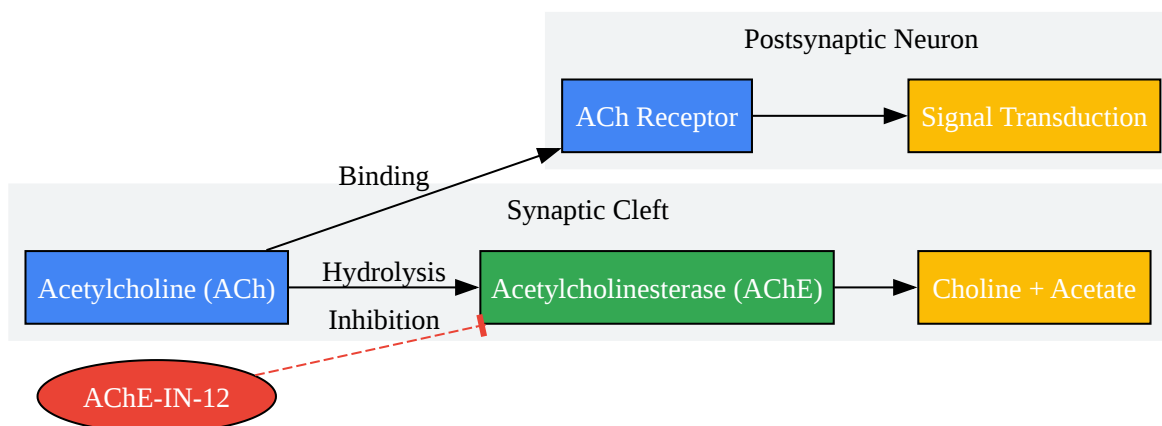 Postsynaptic Neuron
ACh Receptor
Signal Transduction
Binding
Synaptic Cleft
Acetylcholine (ACh)
Hydrolysis
Acetylcholinesterase (AChE)
Choline + Acetate
Inhibition
AChE-IN-12